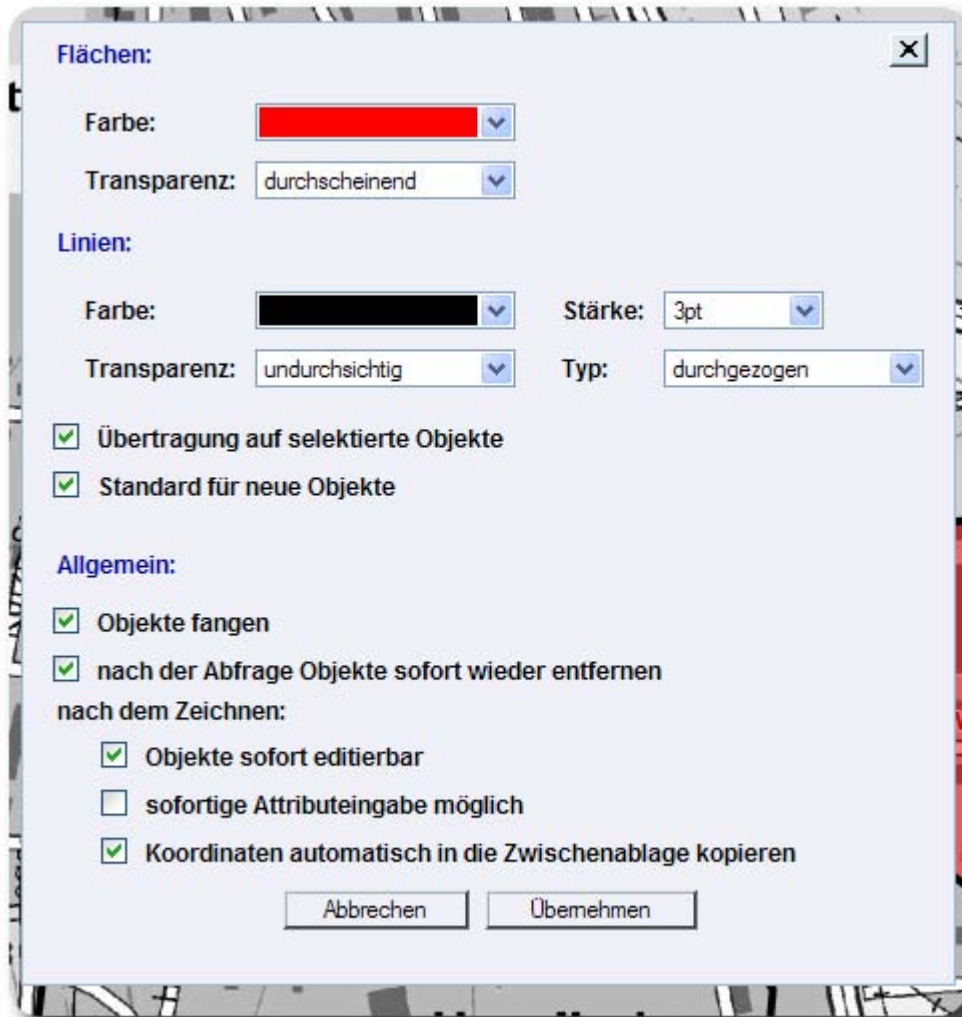 Flächen:
Farbe:
Transparenz: durchscheinend
Linien:
Farbe: Stärke: 3pt
Transparenz: undurchsichtig Typ: durchgezogen
Übertragung auf selektierte Objekte
Standard für neue Objekte
Allgemein:
Objekte fangen
nach der Abfrage Objekte sofort wieder entfernen
nach dem Zeichnen:
Objekte sofort editierbar
sofortige Attributeingabe möglich
Koordinaten automatisch in die Zwischenablage kopieren
Abbrechen Übernehmen